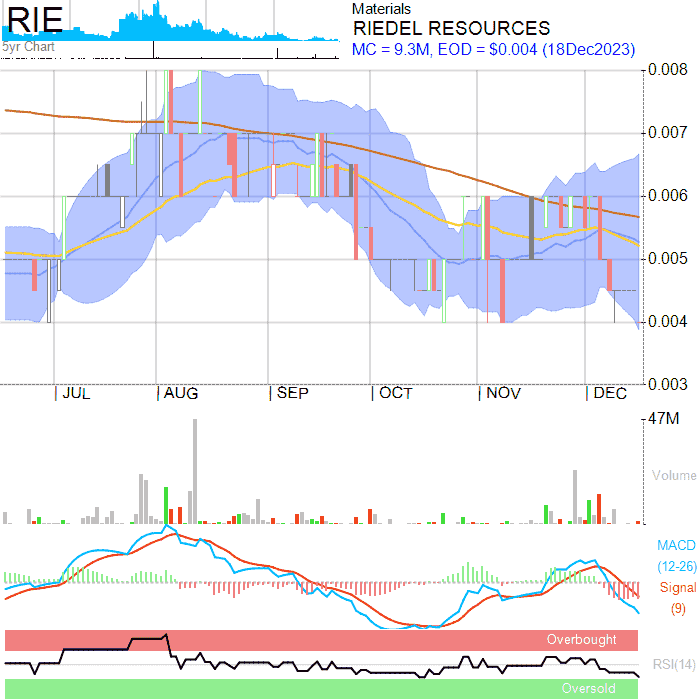 RIE
5yr Chart
Materials
RIEDEL RESOURCES
MC = 9.3M, EOD = $0.004 (18Dec2023)
0.008
0.007
0.006
0.005
0.004
0.003
JUL AUG SEP OCT NOV DEC
47M
Volume
MACD
(12-26)
Signal
(9)
Overbought
RSI(14)
Oversold